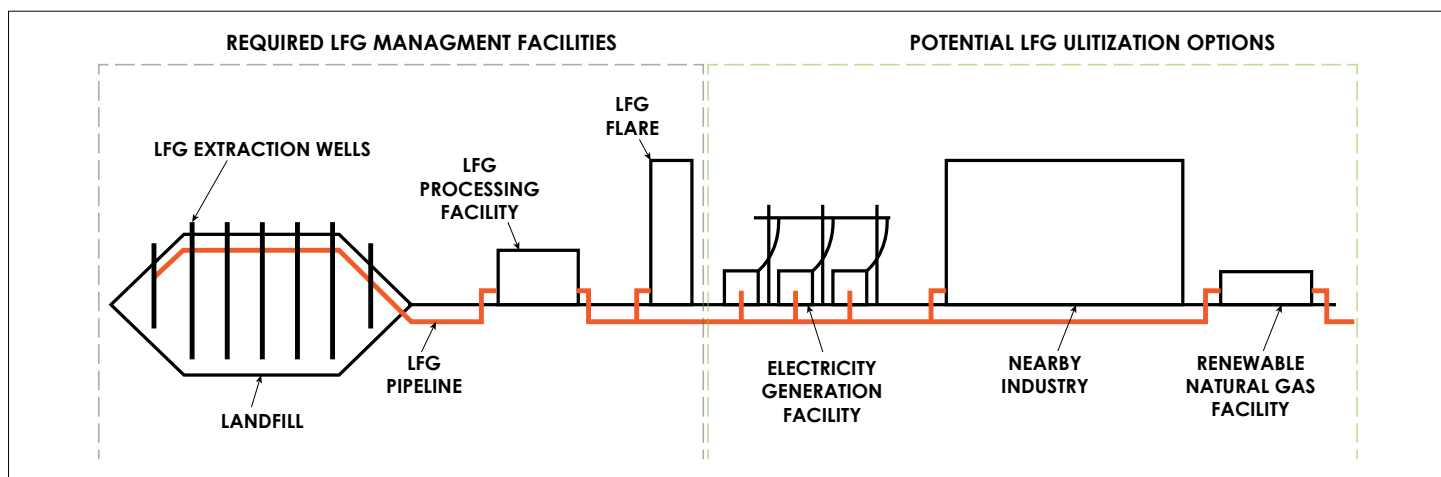 REQUIRED LFG MANAGMENT FACILITIES
POTENTIAL LFG ULITIZATION OPTIONS
LFG
FLARE
LFG EXTRACTION WELLS
LFG
PROCESSING
FACILITY
LFG
PIPELINE
LANDFILL
ELECTRICITY
GENERATION
FACILITY
NEARBY
INDUSTRY
RENEWABLE
NATURAL GAS
FACILITY